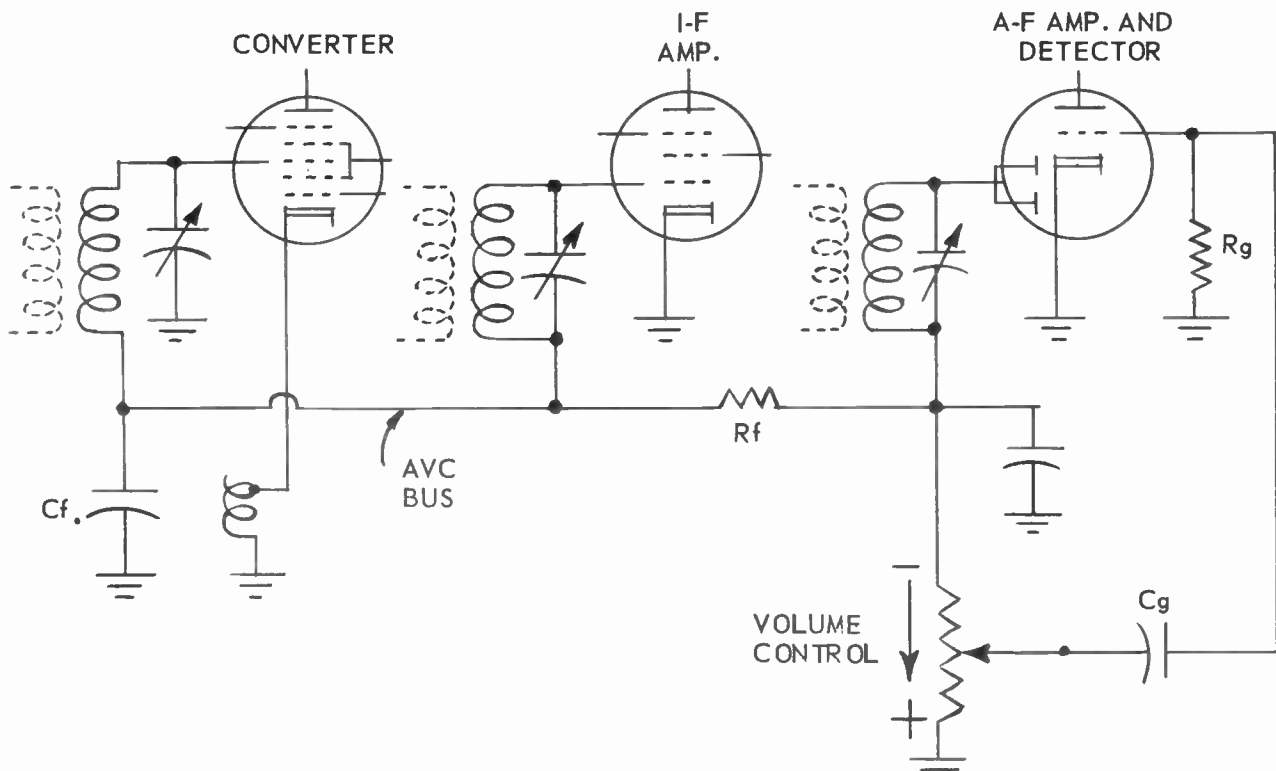 CONVERTER
I-F
AMP.
A-F AMP. AND
DETECTOR
Rg
Rf
AVC
BUS
Cf.
VOLUME
CONTROL
−
+
Cg